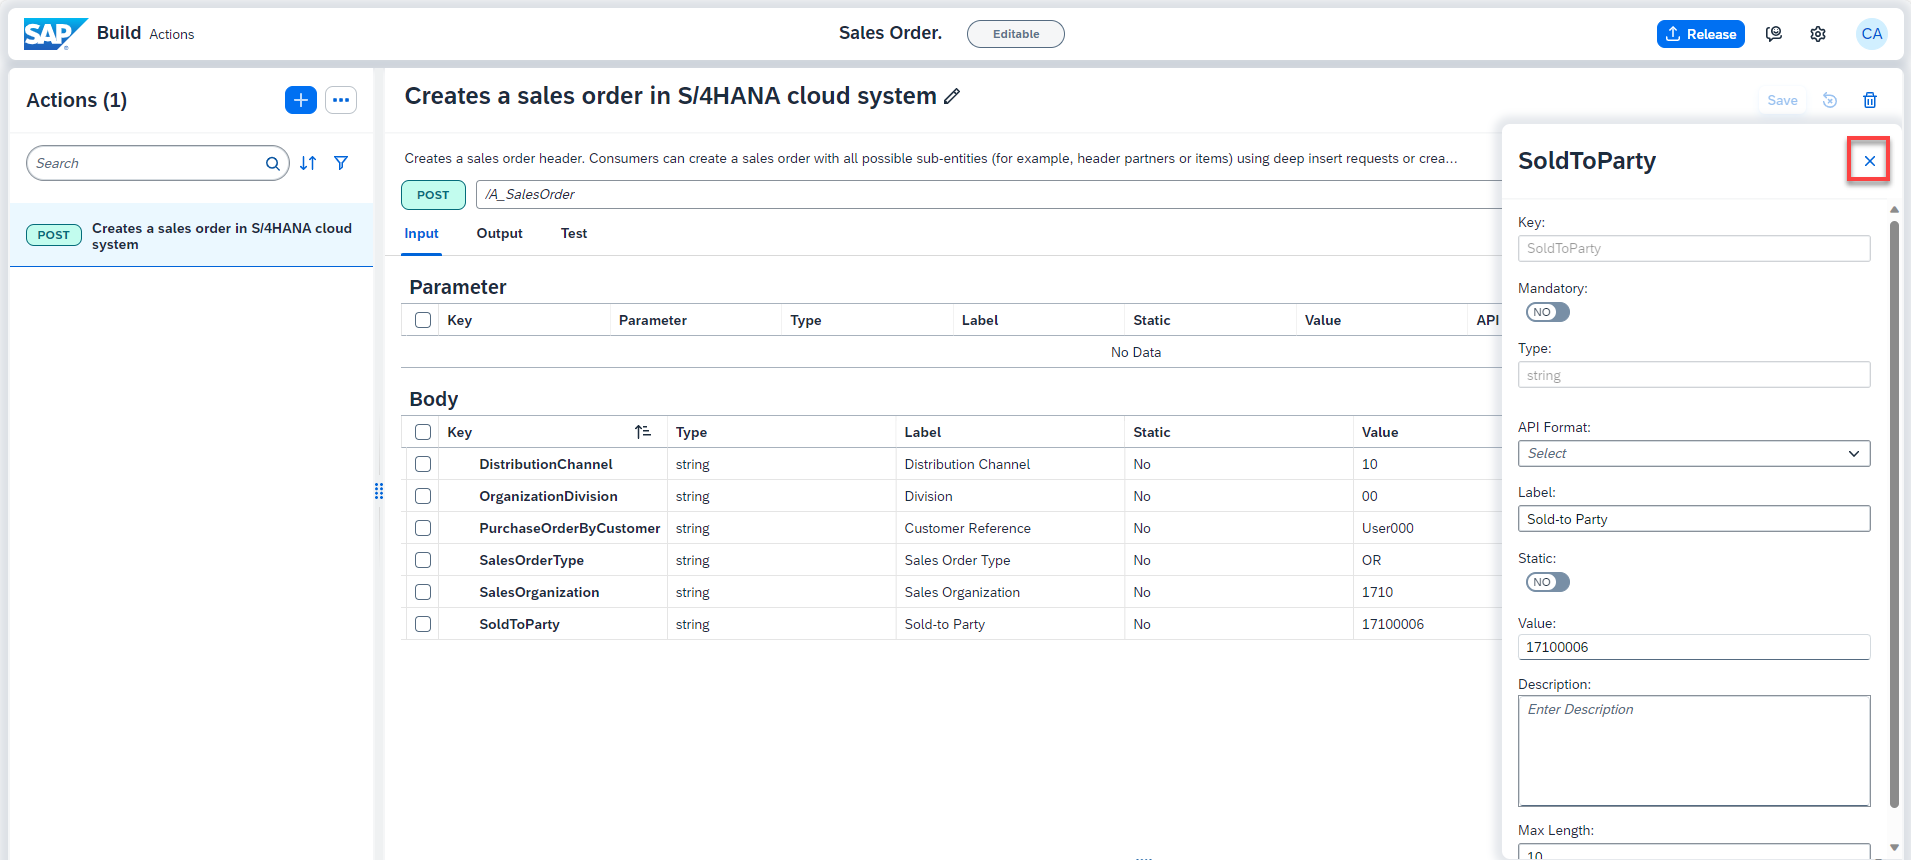 SAP Build Actions
Sales Order. Editable
Release CA
Actions (1)
Search
POST Creates a sales order in S/4HANA cloud system
Creates a sales order in S/4HANA cloud system
Save
Creates a sales order header. Consumers can create a sales order with all possible sub-entities (for example, header partners or items) using deep insert requests or crea...
POST /A_SalesOrder
Input Output Test
Parameter
Key Parameter Type Label Static Value API
No Data
Body
Key Type Label Static Value
DistributionChannel string Distribution Channel No 10
OrganizationDivision string Division No 00
PurchaseOrderByCustomer string Customer Reference No User000
SalesOrderType string Sales Order Type No OR
SalesOrganization string Sales Organization No 1710
SoldToParty string Sold-to Party No 17100006
SoldToParty
Key:
SoldToParty
Mandatory:
NO
Type:
string
API Format:
Select
Label:
Sold-to Party
Static:
NO
Value:
17100006
Description:
Enter Description
Max Length:
10